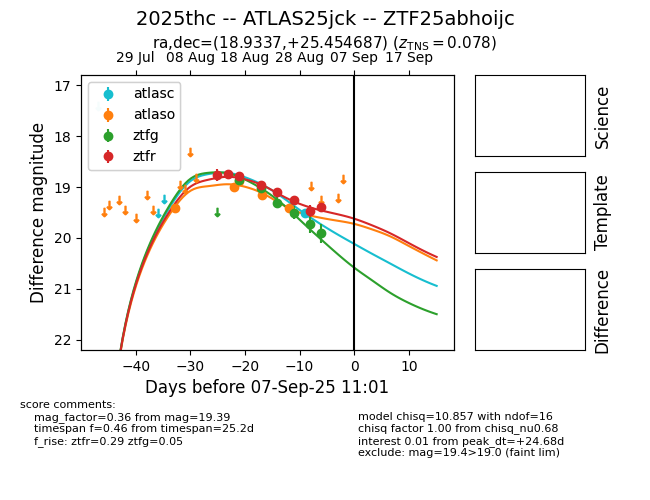 2025thc -- ATLAS25jck -- ZTF25abhoijc
ra,dec=(18.9337,+25.454687) (z_TNS = 0.078)
29 Jul 08 Aug 18 Aug 28 Aug 07 Sep 17 Sep
atlasc
atlaso
ztfg
ztfr
17
18
19
20
21
22
Difference magnitude
−40 −30 −20 −10 0 10
Days before 07-Sep-25 11:01
Science
Template
Difference
score comments:
mag_factor=0.36 from mag=19.39
timespan f=0.46 from timespan=25.2d
f_rise: ztfr=0.29 ztfg=0.05
model chisq=10.857 with ndof=16
chisq factor 1.00 from chisq_nu0.68
interest 0.01 from peak_dt=+24.68d
exclude: mag=19.4>19.0 (faint lim)